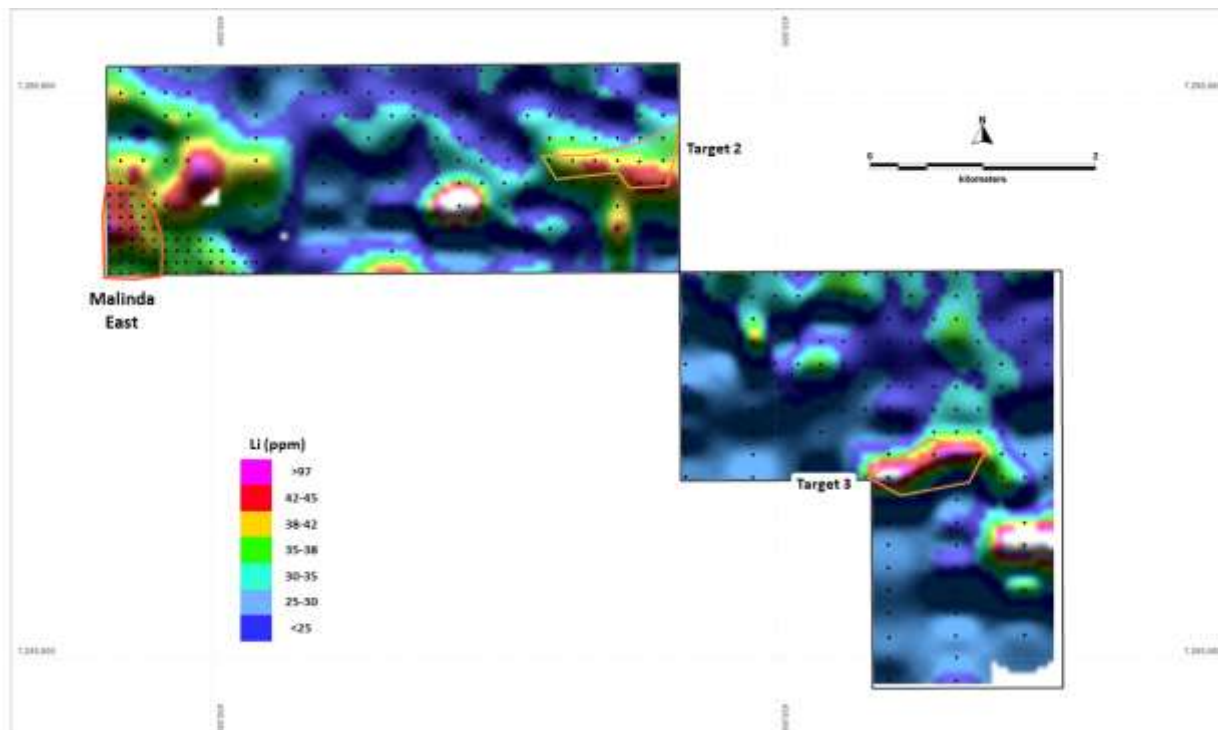 N
Target 2
0 2
kilometers
Malinda
East
Li (ppm)
>97
42-45
38-42
35-38
30-35
25-30
<25
Target 3